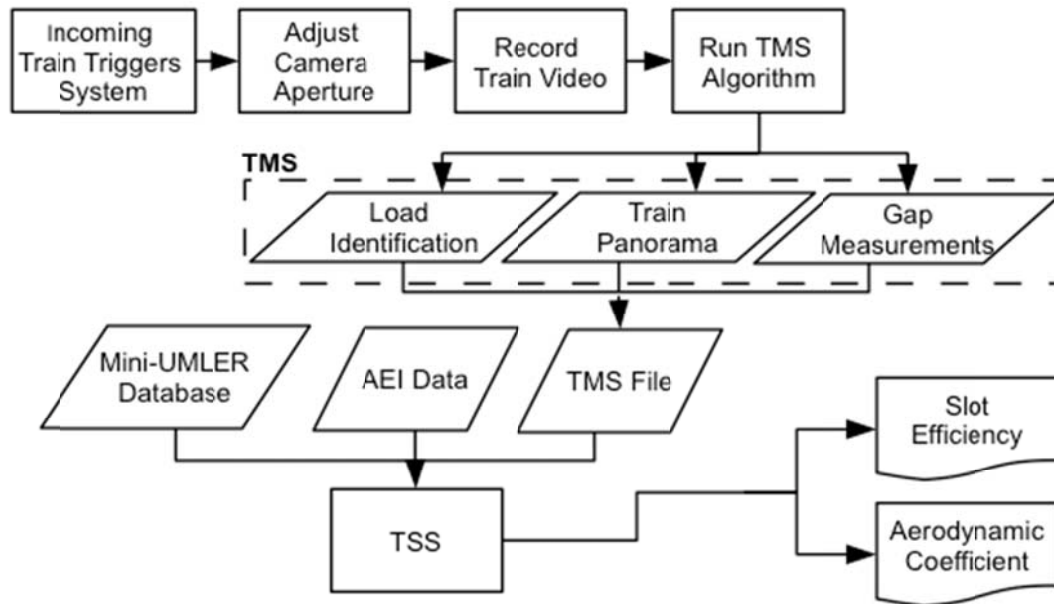 Incoming
Train Triggers
System
Adjust
Camera
Aperture
Record
Train Video
Run TMS
Algorithm
TMS
Load
Identification
Train
Panorama
Gap
Measurements
Mini-UMLER
Database
AEI Data
TMS File
Slot
Efficiency
TSS
Aerodynamic
Coefficient